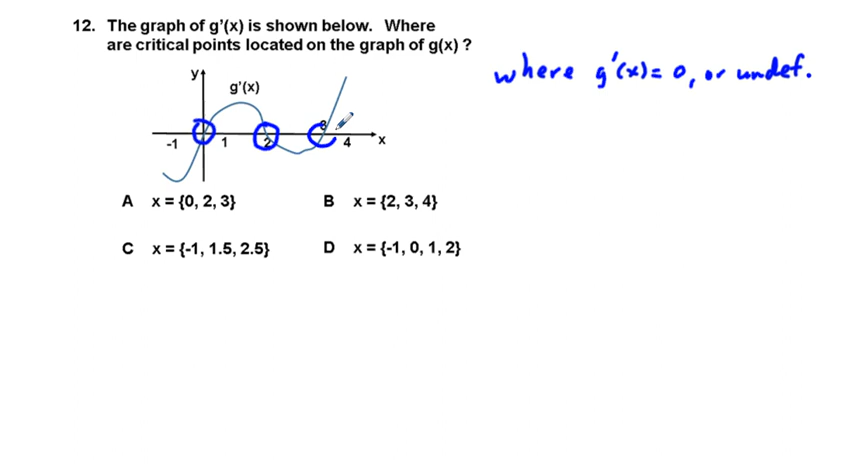 12. The graph of g'(x) is shown below. Where
are critical points located on the graph of g(x) ?
where g'(x)= 0, or undef.
y
g'(x)
3
-1 1 2 4 x
A x = {0, 2, 3} B x = {2, 3, 4}
C x = {-1, 1.5, 2.5} D x = {-1, 0, 1, 2}